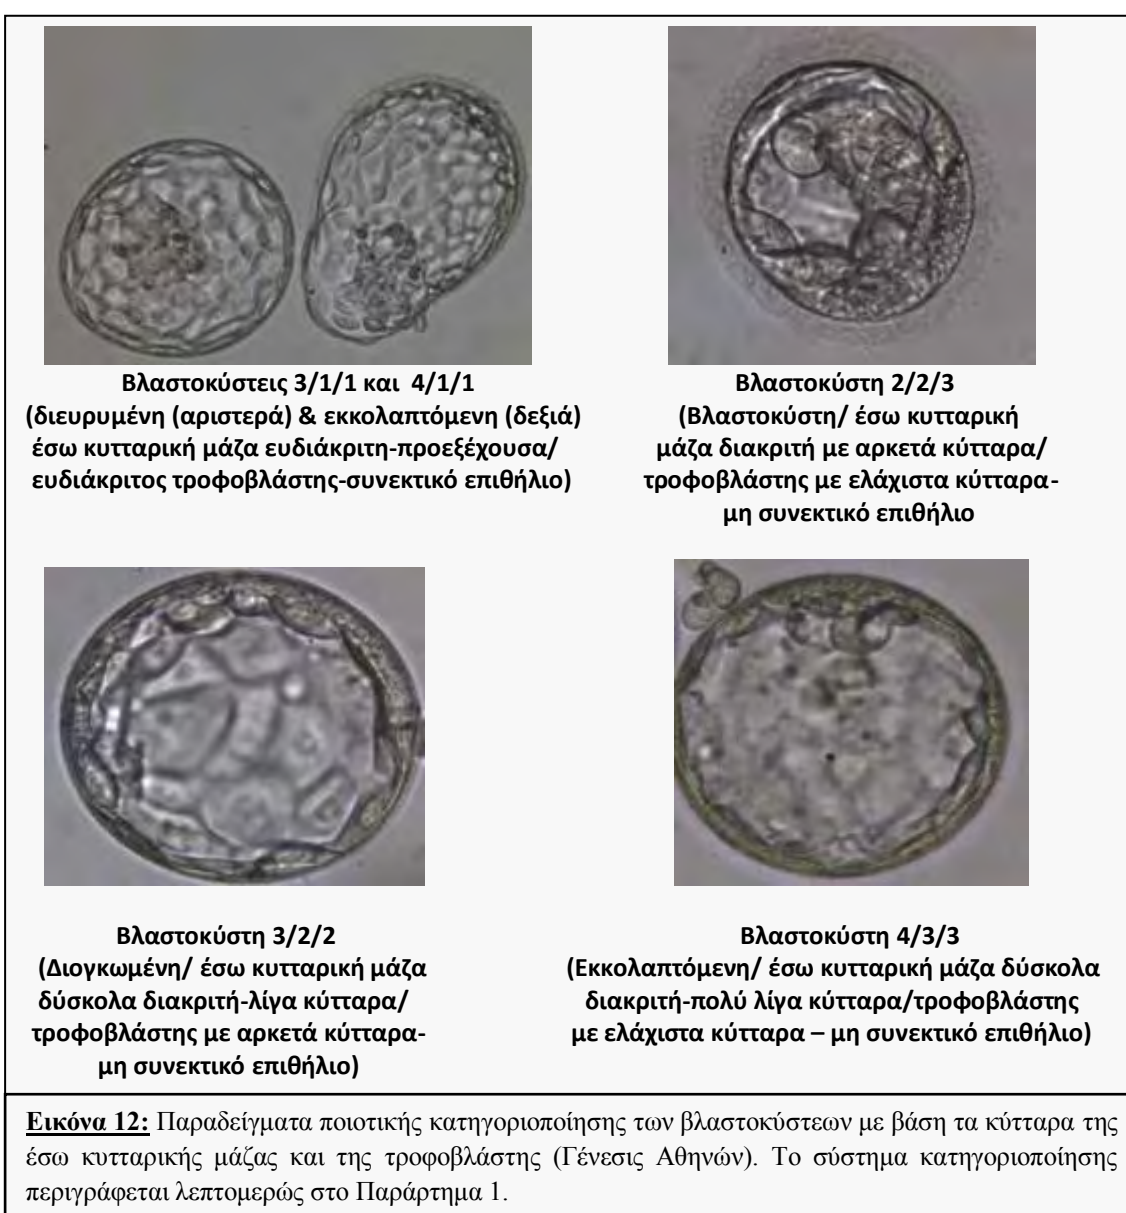 Βλαστοκύστεις 3/1/1 και 4/1/1
(διευρυμένη (αριστερά) & εκκολαπτόμενη (δεξιά)
έσω κυτταρική μάζα ευδιάκριτη-προεξέχουσα/
ευδιάκριτος τροφοβλάστης-συνεκτικό επιθήλιο)
Βλαστοκύστη 2/2/3
(Βλαστοκύστη/ έσω κυτταρική
μάζα διακριτή με αρκετά κύτταρα/
τροφοβλάστης με ελάχιστα κύτταρα-
μη συνεκτικό επιθήλιο
Βλαστοκύστη 3/2/2
(Διογκωμένη/ έσω κυτταρική μάζα
δύσκολα διακριτή-λίγα κύτταρα/
τροφοβλάστης με αρκετά κύτταρα-
μη συνεκτικό επιθήλιο)
Βλαστοκύστη 4/3/3
(Εκκολαπτόμενη/ έσω κυτταρική μάζα δύσκολα
διακριτή-πολύ λίγα κύτταρα/τροφοβλάστης
με ελάχιστα κύτταρα – μη συνεκτικό επιθήλιο)
Εικόνα 12: Παραδείγματα ποιοτικής κατηγοριοποίησης των βλαστοκύστεων με βάση τα κύτταρα της
έσω κυτταρικής μάζας και της τροφοβλάστης (Γένεσις Αθηνών). Το σύστημα κατηγοριοποίησης
περιγράφεται λεπτομερώς στο Παράρτημα 1.